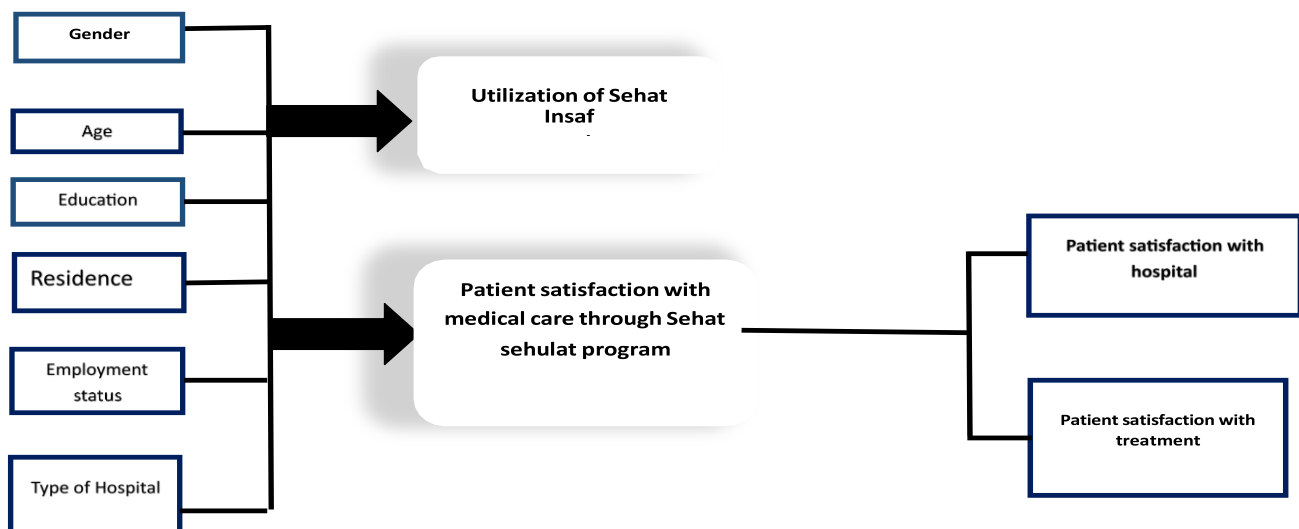 Gender
Age
Education
Residence
Employment
status
Type of Hospital
Utilization of Sehat
Insaf
Patient satisfaction with
medical care through Sehat
sehulat program
Patient satisfaction with
hospital
Patient satisfaction with
treatment